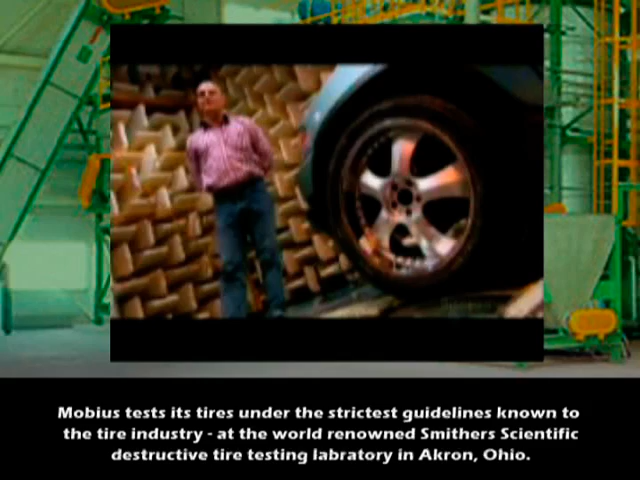 Mobius tests its tires under the strictest guidelines known to
the tire industry - at the world renowned Smithers Scientific
destructive tire testing labratory in Akron, Ohio.